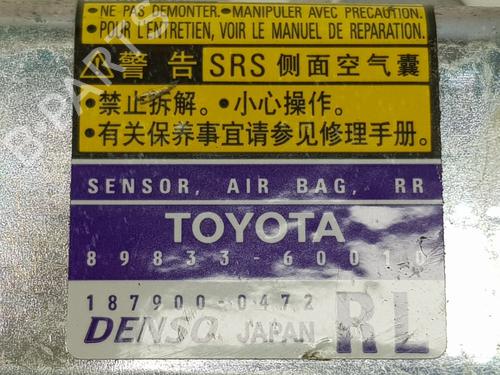 •NE PAS DEMONTER. •MANIPULER AVEC PRECAUTION.
•POUR L'ENTRETIEN, VOIR LE MANUEL DE REPARATION.
警告 SRS 侧面空气囊
•禁止拆解。 •小心操作。
•有关保养事宜请参见修理手册。
SENSOR, AIR BAG, RR
TOYOTA
89833-60010
187900-0472
DENSO JAPAN RL